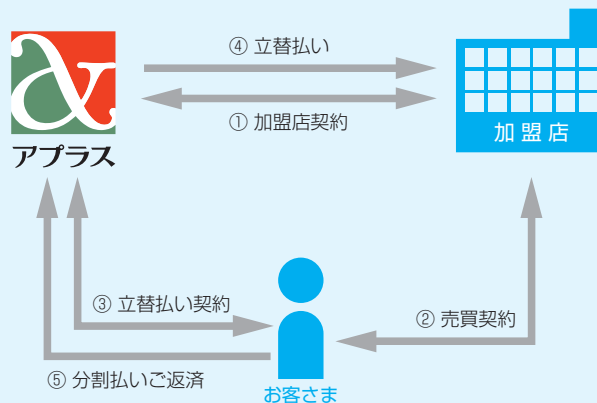 ④ 立替払い
① 加盟店契約
&
アプラス
加盟店
③ 立替払い契約
② 売買契約
⑤ 分割払いご返済
お客さま